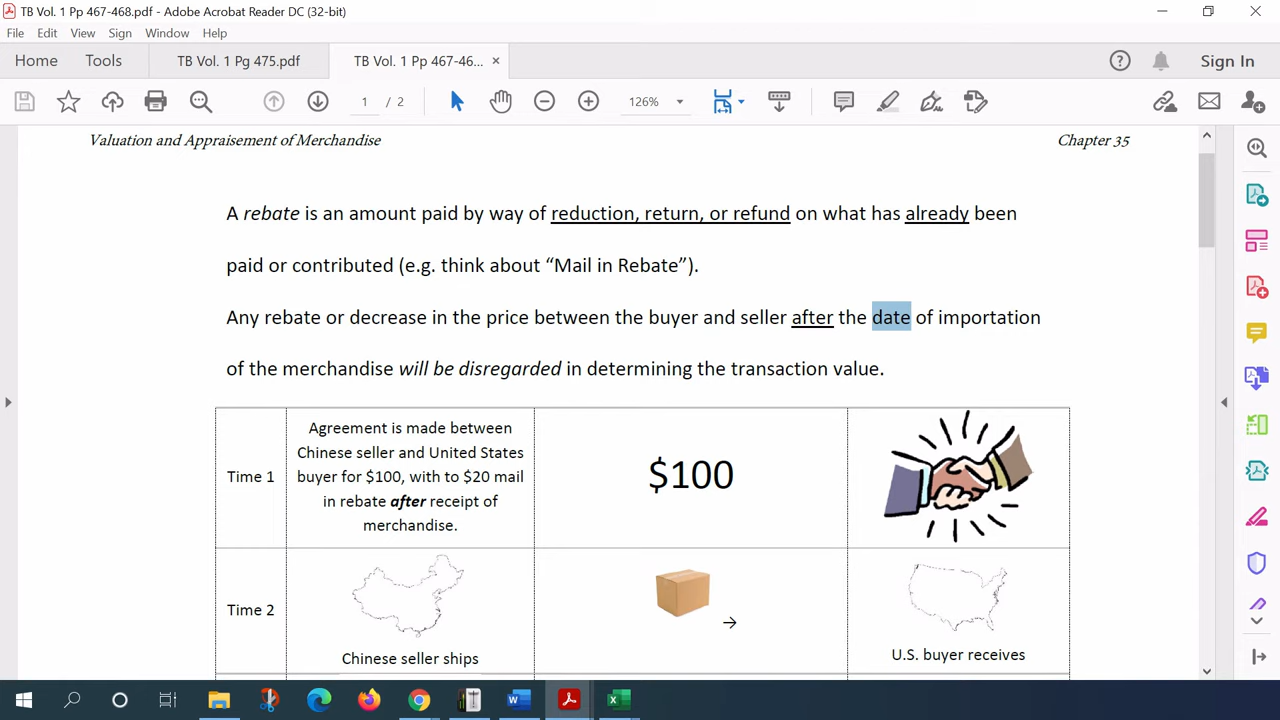 TB Vol. 1 Pp 467-468.pdf - Adobe Acrobat Reader DC (32-bit)
File Edit View Sign Window Help
Home Tools TB Vol. 1 Pg 475.pdf TB Vol. 1 Pp 467-46... × Sign In
1 / 2 126%
Valuation and Appraisement of Merchandise Chapter 35
A rebate is an amount paid by way of reduction, return, or refund on what has already been
paid or contributed (e.g. think about “Mail in Rebate”).
Any rebate or decrease in the price between the buyer and seller after the date of importation
of the merchandise will be disregarded in determining the transaction value.
Time 1
Agreement is made between
Chinese seller and United States
buyer for $100, with to $20 mail
in rebate after receipt of
merchandise.
$100
Time 2
Chinese seller ships
→
U.S. buyer receives